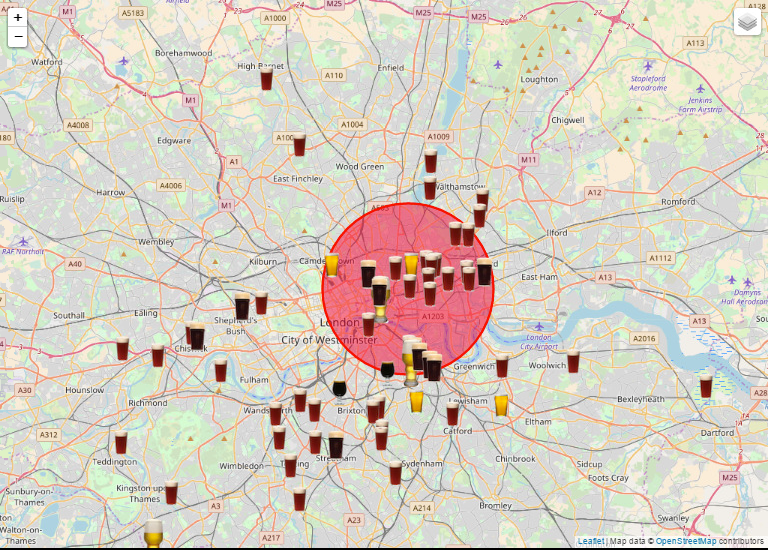 +
−
A5183
M1
A1000
M25
M25
M25
A128
Borehamwood
Watford
High Barnet
Enfield
A110
A113
Loughton
Stapleford
Aerodrome
Jenkins
Farm Airstrip
M1
A4008
A1004
A1009
Chigwell
Edgware
Wood Green
A1
M11
Harrow
A4006
East Finchley
Walthamstow
A12
Romford
Ruislip
M1
Wembley
Ilford
RAF Northolt
A40
Kilburn
A1112
East Ham
Damyns
Hall Aerodrome
Southall
Ealing
Shepherd's
Bush
London
City of Westminster
A1203
London
City Airport
A13
A13
A2016
Chiswick
Greenwich
Woolwich
A30
Hounslow
Richmond
Fulham
Brixton
Lewisham
Bexleyheath
Dartford
A312
Catford
Eltham
Teddington
Wimbledon
Streatham
Sydenham
Chinbrook
Sidcup
Foots Cray
M25
Sunbury-on-
Thames
Kingston upon
Thames
A3
A23
A214
Bromley
Swanley
Walton-on-
Thames
A217
Leaflet | Map data © OpenStreetMap contributors